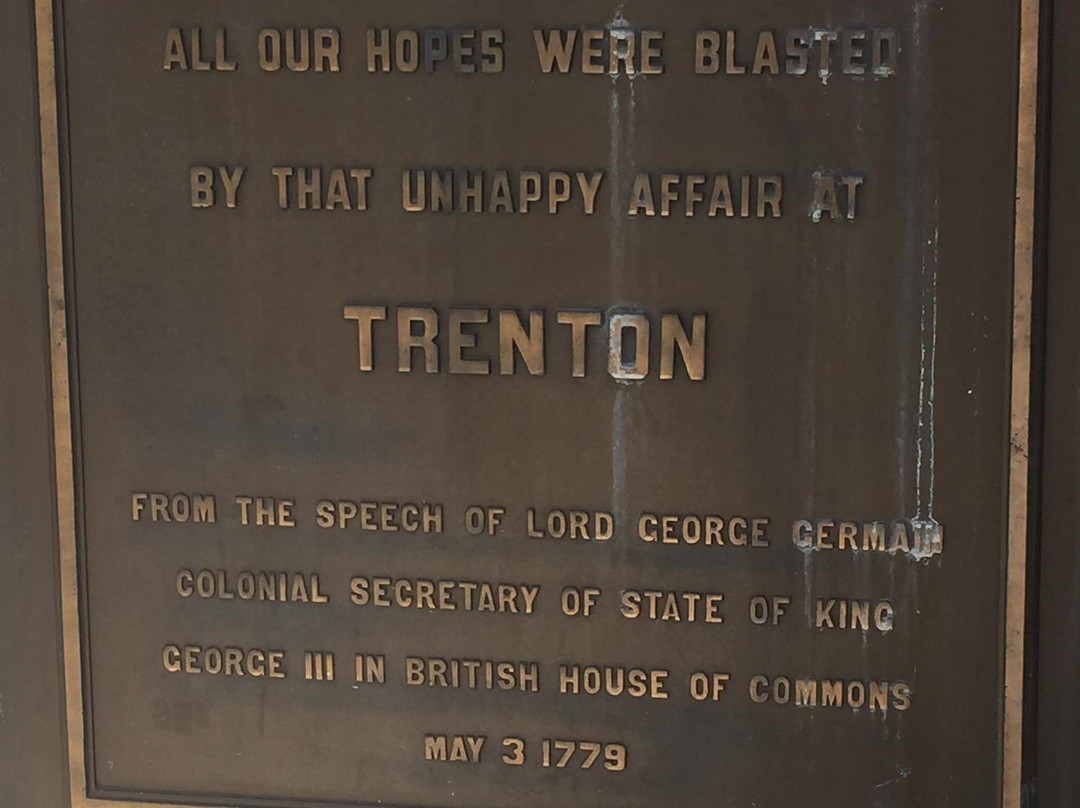 ALL OUR HOPES WERE BLASTED
BY THAT UNHAPPY AFFAIR AT
TRENTON
FROM THE SPEECH OF LORD GEORGE GERMAIN
COLONIAL SECRETARY OF STATE OF KING
GEORGE III IN BRITISH HOUSE OF COMMONS
MAY 3 1779